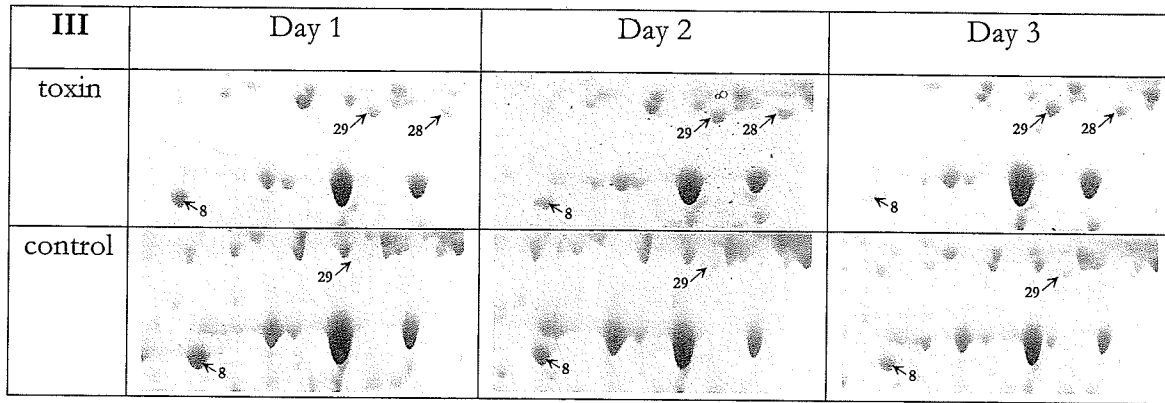 III Day 1 Day 2 Day 3
toxin
29 28 29 28 29 28
8 8 8
control
29 29 29
8 8 8